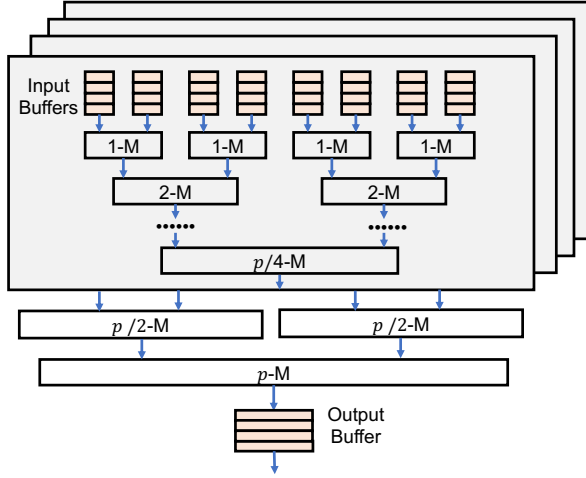 Input
Buffers
1-M 1-M 1-M 1-M
2-M 2-M
p/4-M
p /2-M p /2-M
p-M
Output
Buffer